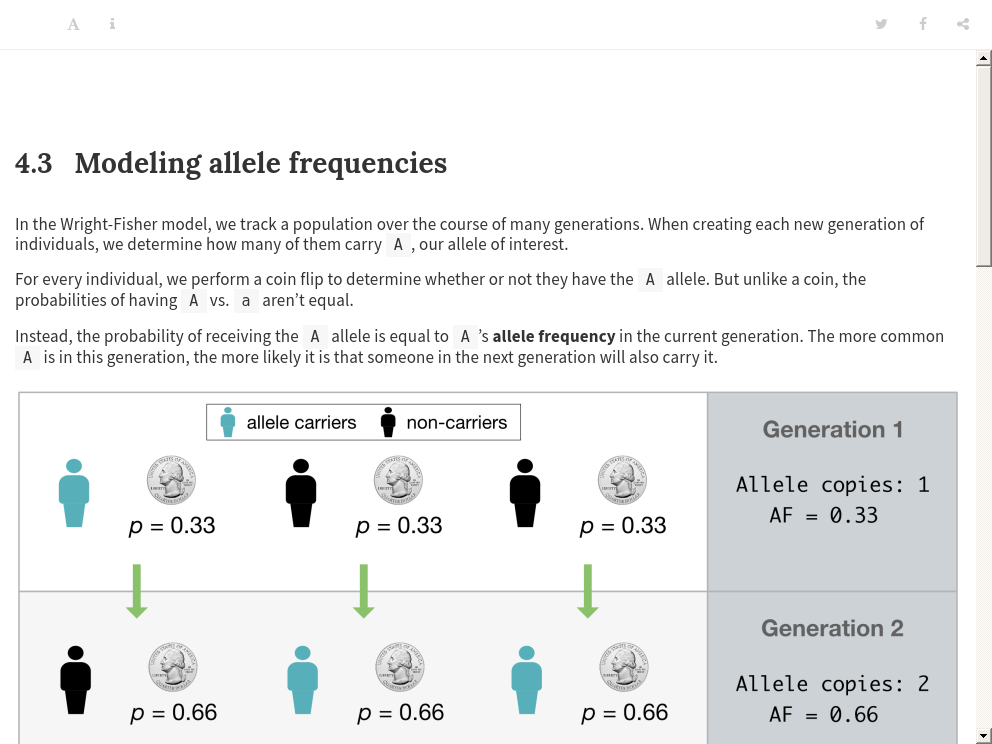 4.3 Modeling allele frequencies
In the Wright-Fisher model, we track a population over the course of many generations. When creating each new generation of
individuals, we determine how many of them carry A , our allele of interest.
For every individual, we perform a coin flip to determine whether or not they have the A allele. But unlike a coin, the
probabilities of having A vs. a aren’t equal.
Instead, the probability of receiving the A allele is equal to A ’s allele frequency in the current generation. The more common
A is in this generation, the more likely it is that someone in the next generation will also carry it.
allele carriers non-carriers
Generation 1
Allele copies: 1
AF = 0.33
p = 0.33 p = 0.33 p = 0.33
Generation 2
Allele copies: 2
AF = 0.66
p = 0.66 p = 0.66 p = 0.66